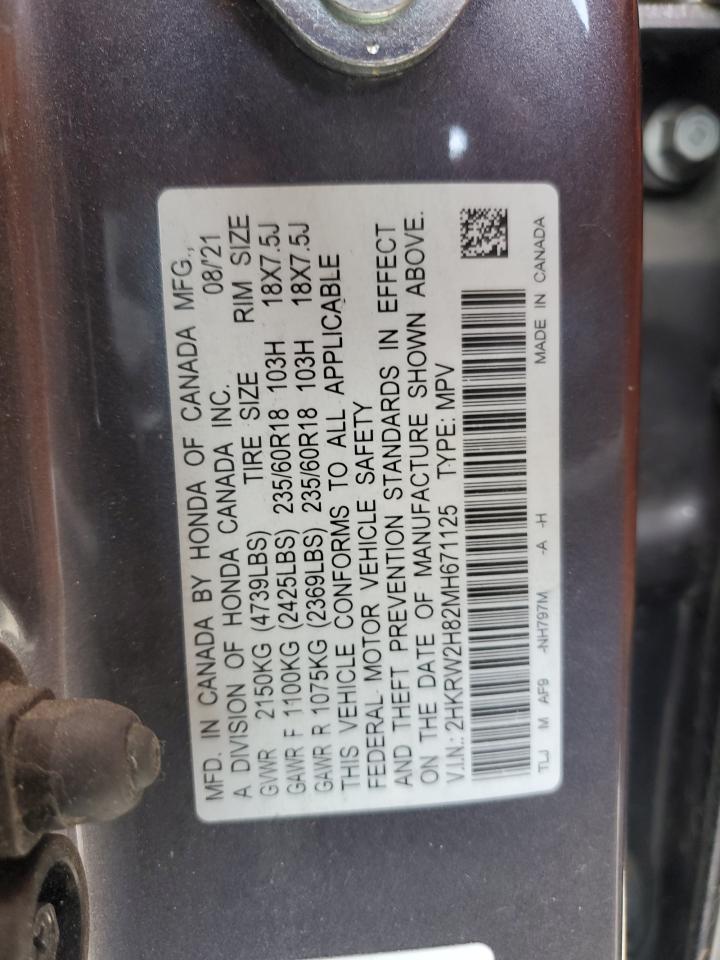 MFD. IN CANADA BY HONDA OF CANADA MFG.,
A DIVISION OF HONDA CANADA INC. 08/'21
GVWR 2150KG (4739LBS) TIRE SIZE RIM SIZE
GAWR F 1100KG (2425LBS) 235/60R18 103H 18X7.5J
GAWR R 1075KG (2369LBS) 235/60R18 103H 18X7.5J
THIS VEHICLE CONFORMS TO ALL APPLICABLE
FEDERAL MOTOR VEHICLE SAFETY
AND THEFT PREVENTION STANDARDS IN EFFECT
ON THE DATE OF MANUFACTURE SHOWN ABOVE.
V.I.N.: 2HKRW2H82MH671125 TYPE: MPV
TLJ M AF9 -NH797M -A -H MADE IN CANADA